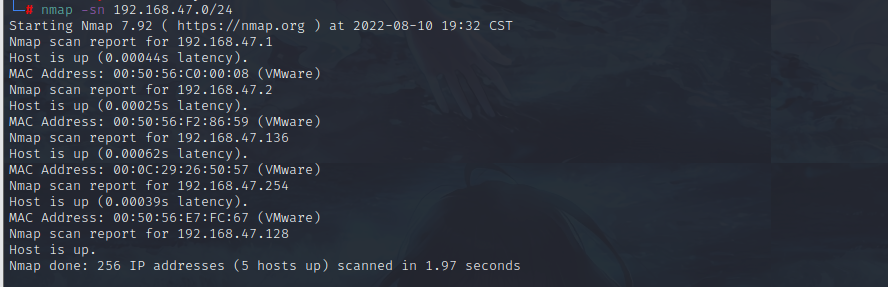 └─# nmap -sn 192.168.47.0/24
Starting Nmap 7.92 ( https://nmap.org ) at 2022-08-10 19:32 CST
Nmap scan report for 192.168.47.1
Host is up (0.00044s latency).
MAC Address: 00:50:56:C0:00:08 (VMware)
Nmap scan report for 192.168.47.2
Host is up (0.00025s latency).
MAC Address: 00:50:56:F2:86:59 (VMware)
Nmap scan report for 192.168.47.136
Host is up (0.00062s latency).
MAC Address: 00:0C:29:26:50:57 (VMware)
Nmap scan report for 192.168.47.254
Host is up (0.00039s latency).
MAC Address: 00:50:56:E7:FC:67 (VMware)
Nmap scan report for 192.168.47.128
Host is up.
Nmap done: 256 IP addresses (5 hosts up) scanned in 1.97 seconds